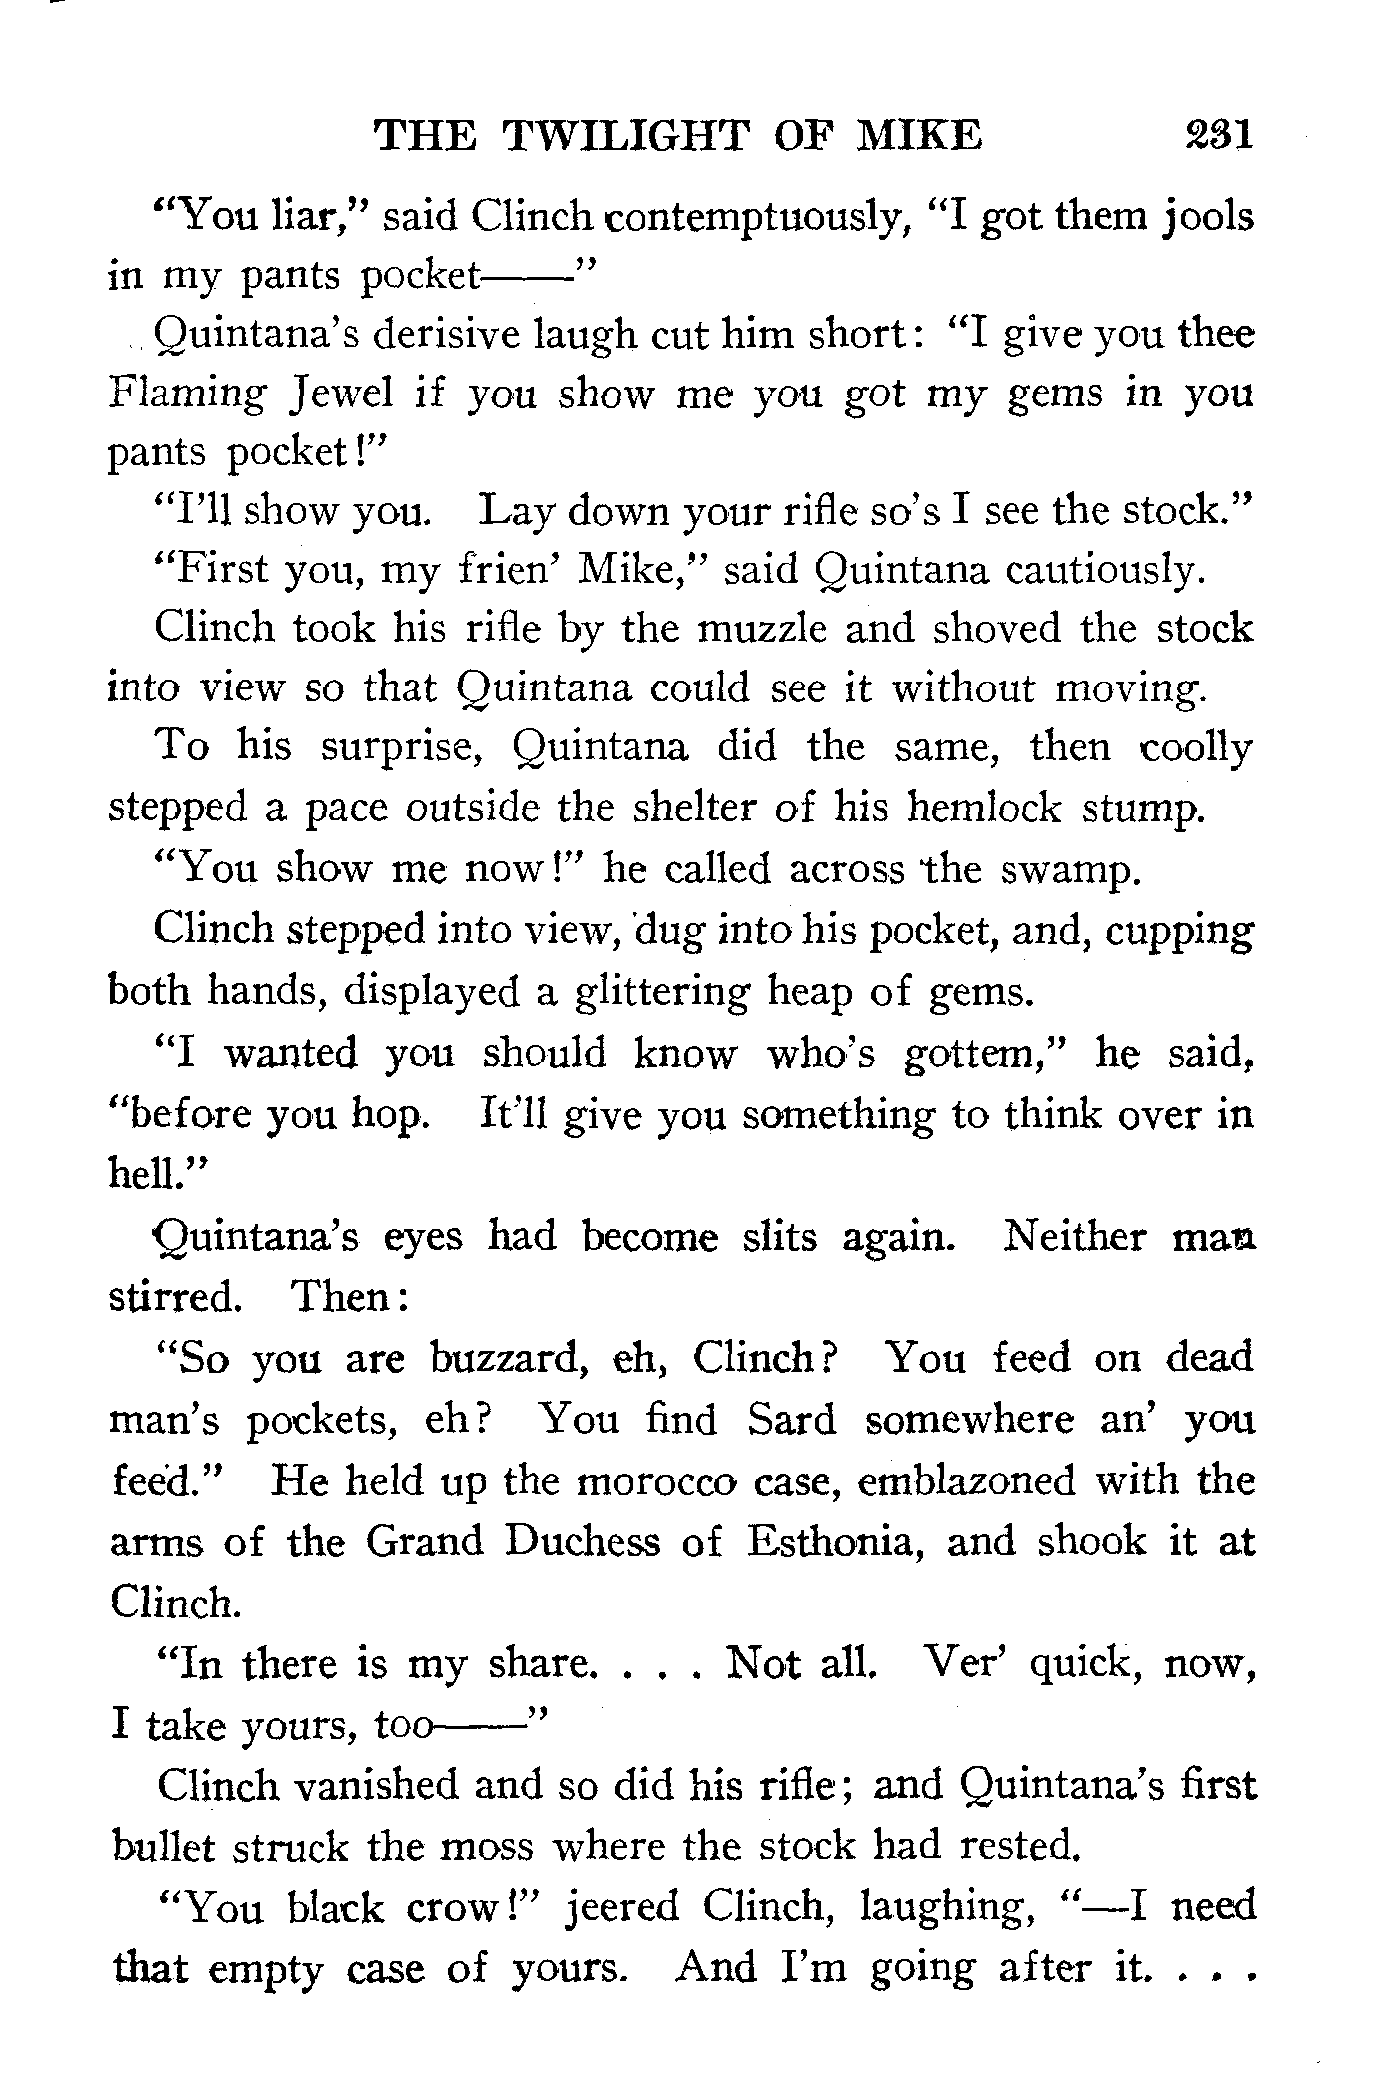 THE TWILIGHT OF MIKE 231
“You liar,” said Clinch contemptuously, “I got them jools
in my pants pocket——”
Quintana’s derisive laugh cut him short: “I give you thee
Flaming Jewel if you show me you got my gems in you
pants pocket!”
“I’ll show you. Lay down your rifle so’s I see the stock.”
“First you, my frien’ Mike,” said Quintana cautiously.
Clinch took his rifle by the muzzle and shoved the stock
into view so that Quintana could see it without moving.
To his surprise, Quintana did the same, then coolly
stepped a pace outside the shelter of his hemlock stump.
“You show me now!” he called across the swamp.
Clinch stepped into view, dug into his pocket, and, cupping
both hands, displayed a glittering heap of gems.
“I wanted you should know who’s gottem,” he said,
“before you hop. It’ll give you something to think over in
hell.”
Quintana’s eyes had become slits again. Neither man
stirred. Then:
“So you are buzzard, eh, Clinch? You feed on dead
man’s pockets, eh? You find Sard somewhere an’ you
feed.” He held up the morocco case, emblazoned with the
arms of the Grand Duchess of Esthonia, and shook it at
Clinch.
“In there is my share. . . . Not all. Ver’ quick, now,
I take yours, too——”
Clinch vanished and so did his rifle; and Quintana’s first
bullet struck the moss where the stock had rested.
“You black crow!” jeered Clinch, laughing, “—I need
that empty case of yours. And I’m going after it. . . .